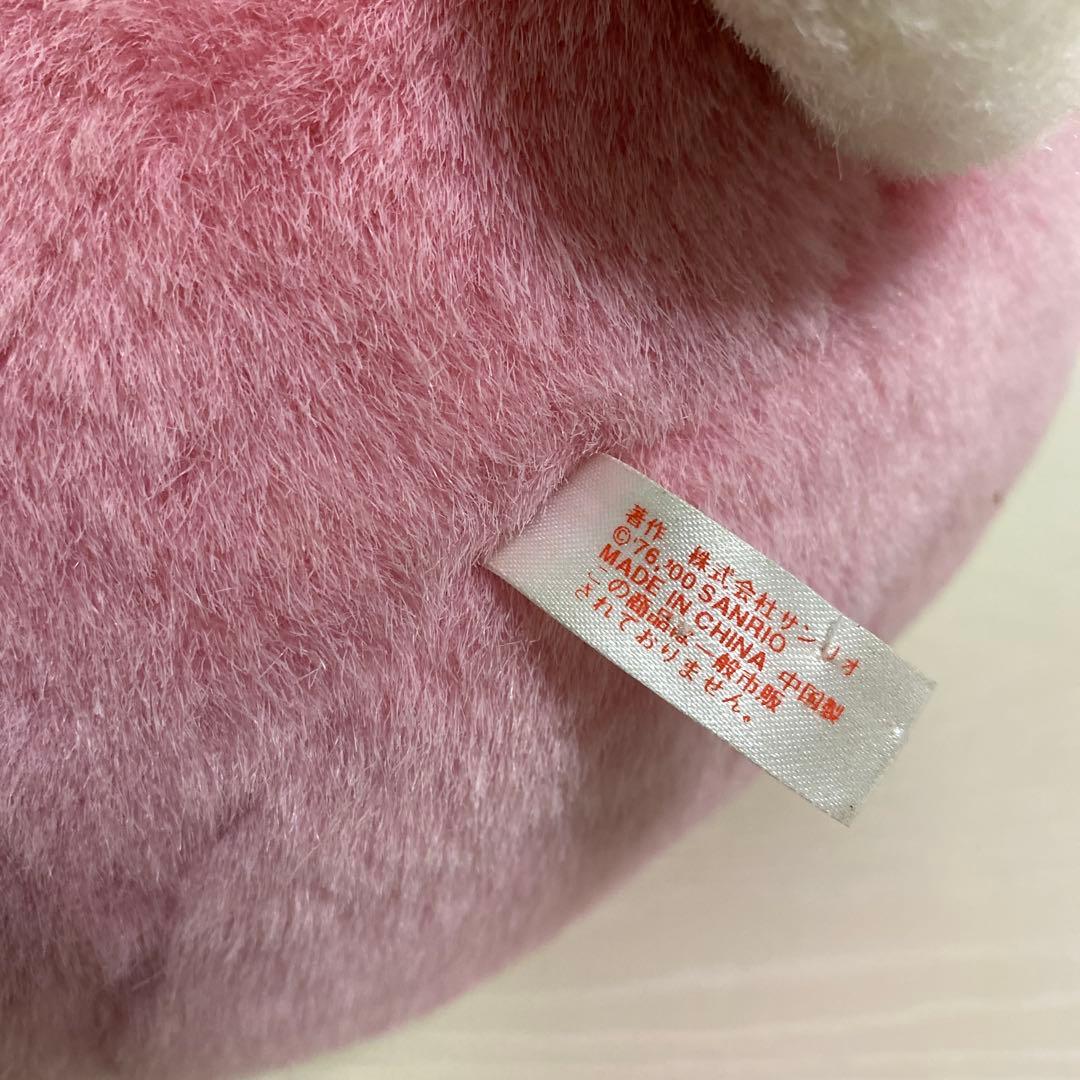 著作 株式会社サンリオ
©'76,'00 SANRIO
MADE IN CHINA 中国製
この商品は一般市販
されておりません。